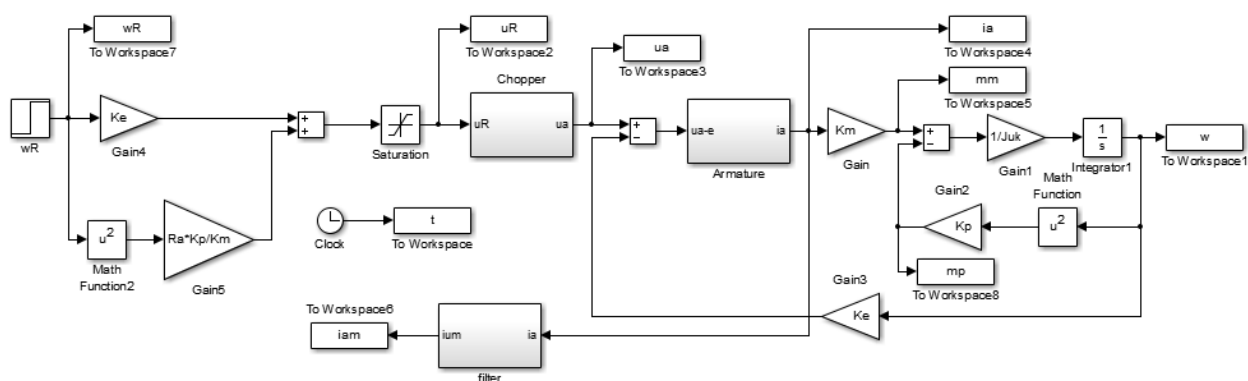 wR
To Workspace7
uR
To Workspace2
ua
To Workspace3
ia
To Workspace4
mm
To Workspace5
wR
Ke
Gain4
+
+
Saturation
Chopper
uR
ua
+
−
ua-e
ia
Armature
Km
Gain
+
−
1/Juk
Gain1
1
s
Integrator1
w
To Workspace1
u2
Math
Function2
Ra*Kp/Km
Gain5
Clock
t
To Workspace
Gain2
Kp
Math
Function
u2
mp
To Workspace8
Gain3
Ke
To Workspace6
iam
ium
ia
filter